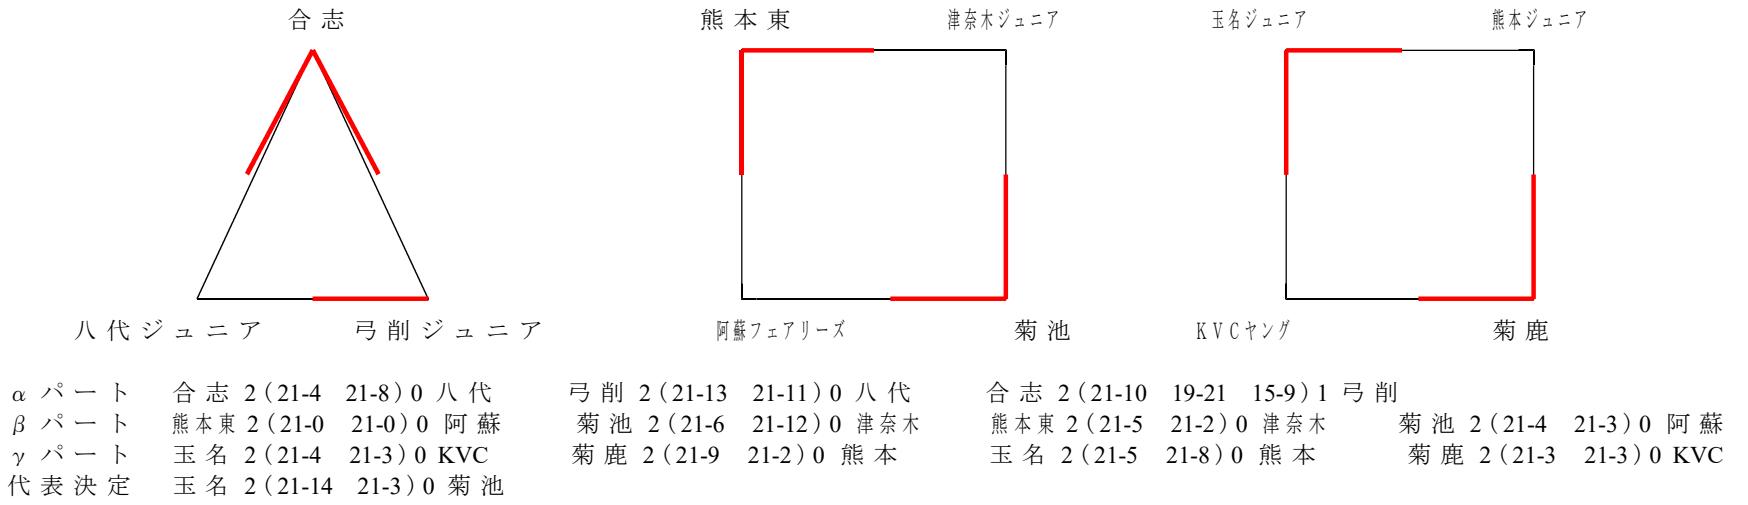 合志 熊本東 津奈木ジュニア 玉名ジュニア 熊本ジュニア
八代ジュニア 弓削ジュニア 阿蘇フェアリーズ 菊池 KVCヤング 菊鹿
αパート 合志 2(21-4 21-8)0 八代 弓削 2(21-13 21-11)0 八代 合志 2(21-10 19-21 15-9)1 弓削
βパート 熊本東 2(21-0 21-0)0 阿蘇 菊池 2(21-6 21-12)0 津奈木 熊本東 2(21-5 21-2)0 津奈木 菊池 2(21-4 21-3)0 阿蘇
γパート 玉名 2(21-4 21-3)0 KVC 菊鹿 2(21-9 21-2)0 熊本 玉名 2(21-5 21-8)0 熊本 菊鹿 2(21-3 21-3)0 KVC
代表決定 玉名 2(21-14 21-3)0 菊池